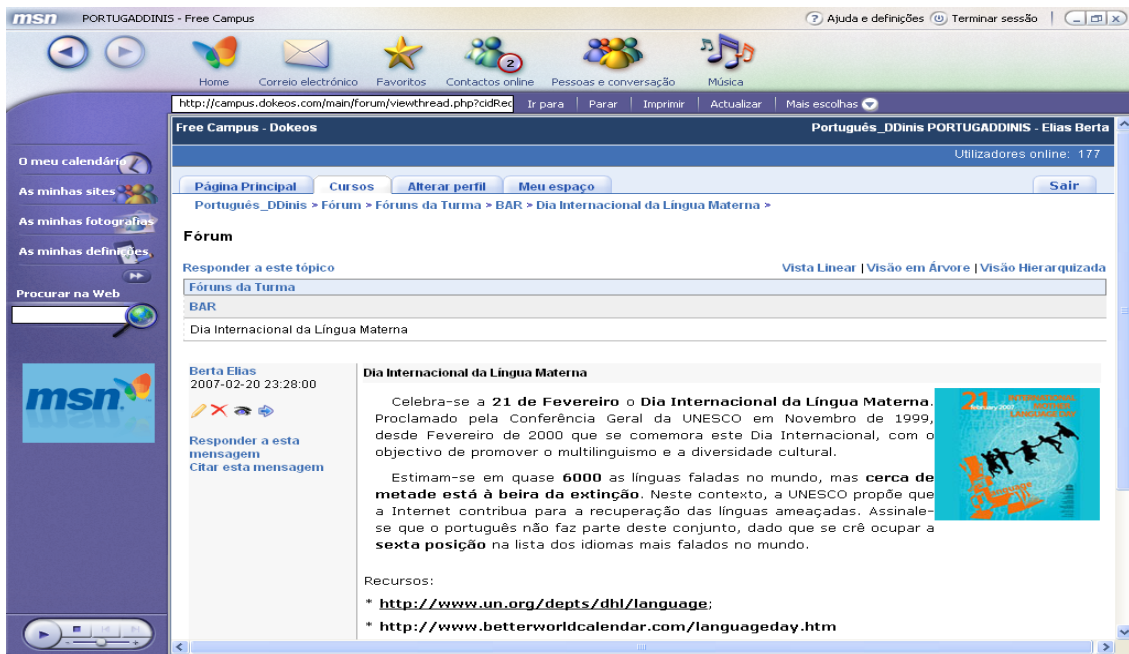 msn PORTUGADDINIS - Free Campus
Ajuda e definições Terminar sessão
2
Home Correio electrónico Favoritos Contactos online Pessoas e conversação Música
http://campus.dokeos.com/main/forum/viewthread.php?cidRec Ir para Parar Imprimir Actualizar Mais escolhas
Free Campus - Dokeos Português_DDinis PORTUGADDINIS - Elias Berta
Utilizadores online: 177
O meu calendário
As minhas sites
As minhas fotografias
As minhas definições
Procurar na Web
msn
Página Principal Cursos Alterar perfil Meu espaço Sair
Português_DDinis > Fórum > Fóruns da Turma > BAR > Dia Internacional da Língua Materna >
Fórum
Responder a este tópico Vista Linear | Visão em Árvore | Visão Hierarquizada
Fóruns da Turma
BAR
Dia Internacional da Língua Materna
Berta Elias
2007-02-20 23:28:00
Responder a esta
mensagem
Citar esta mensagem
Dia Internacional da Língua Materna
Celebra-se a 21 de Fevereiro o Dia Internacional da Língua Materna.
Proclamado pela Conferência Geral da UNESCO em Novembro de 1999,
desde Fevereiro de 2000 que se comemora este Dia Internacional, com o
objectivo de promover o multilinguismo e a diversidade cultural.
Estimam-se em quase 6000 as línguas faladas no mundo, mas cerca de
metade está à beira da extinção. Neste contexto, a UNESCO propõe que
a Internet contribua para a recuperação das línguas ameaçadas. Assinale-
se que o português não faz parte deste conjunto, dado que se crê ocupar a
sexta posição na lista dos idiomas mais falados no mundo.
21 february 2007
INTERNATIONAL
MOTHER
LANGUAGE DAY
language
Recursos:
* http://www.un.org/depts/dhl/language;
* http://www.betterworldcalendar.com/languageday.htm